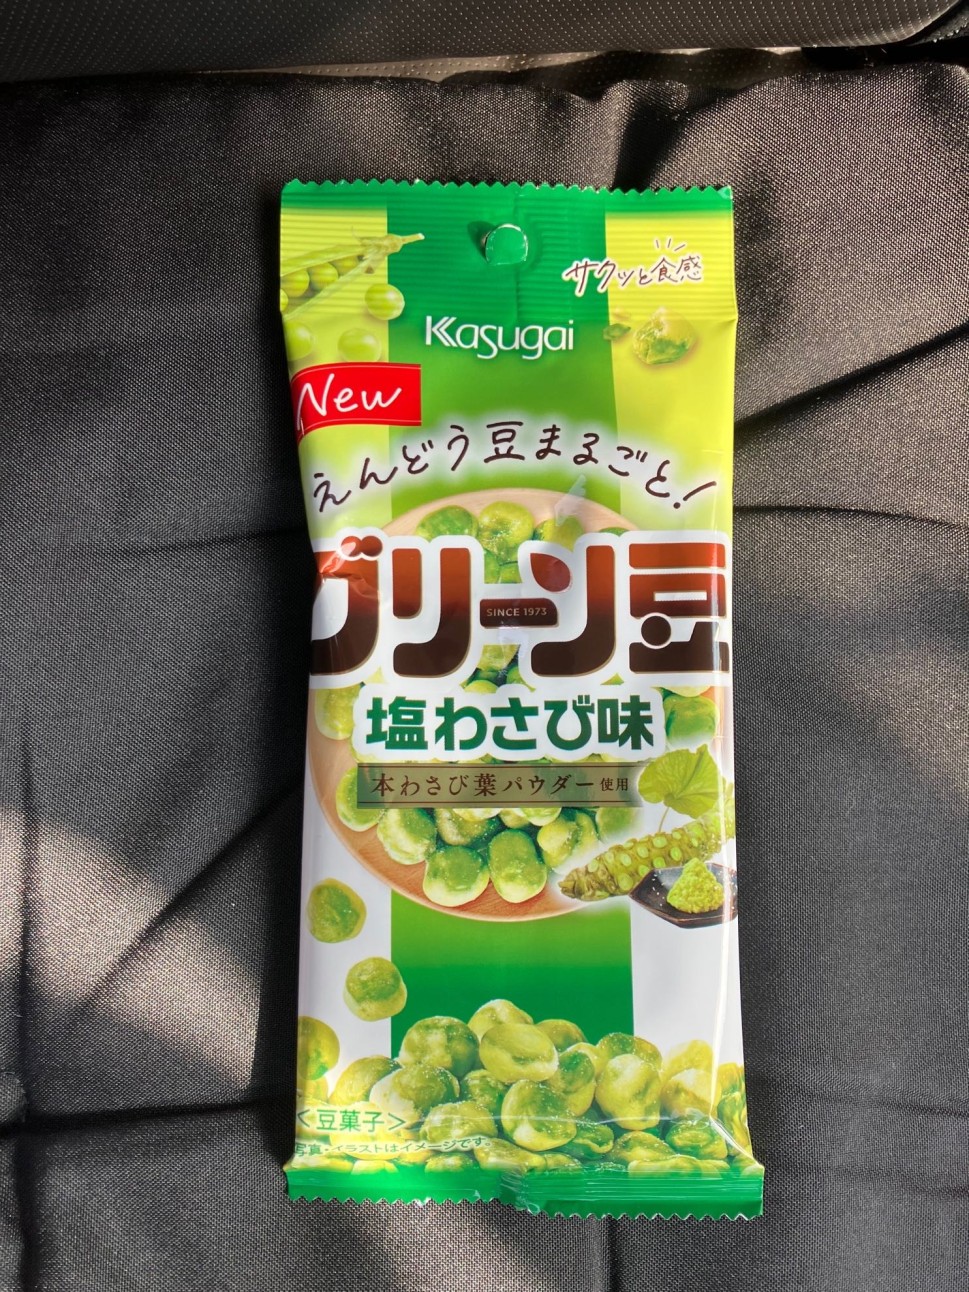 サクッと食感
Kasugai
New
えんどう豆まるごと!
グリーン豆
SINCE 1973
塩わさび味
本わさび葉パウダー使用
<豆菓子>
写真・イラストはイメージです。